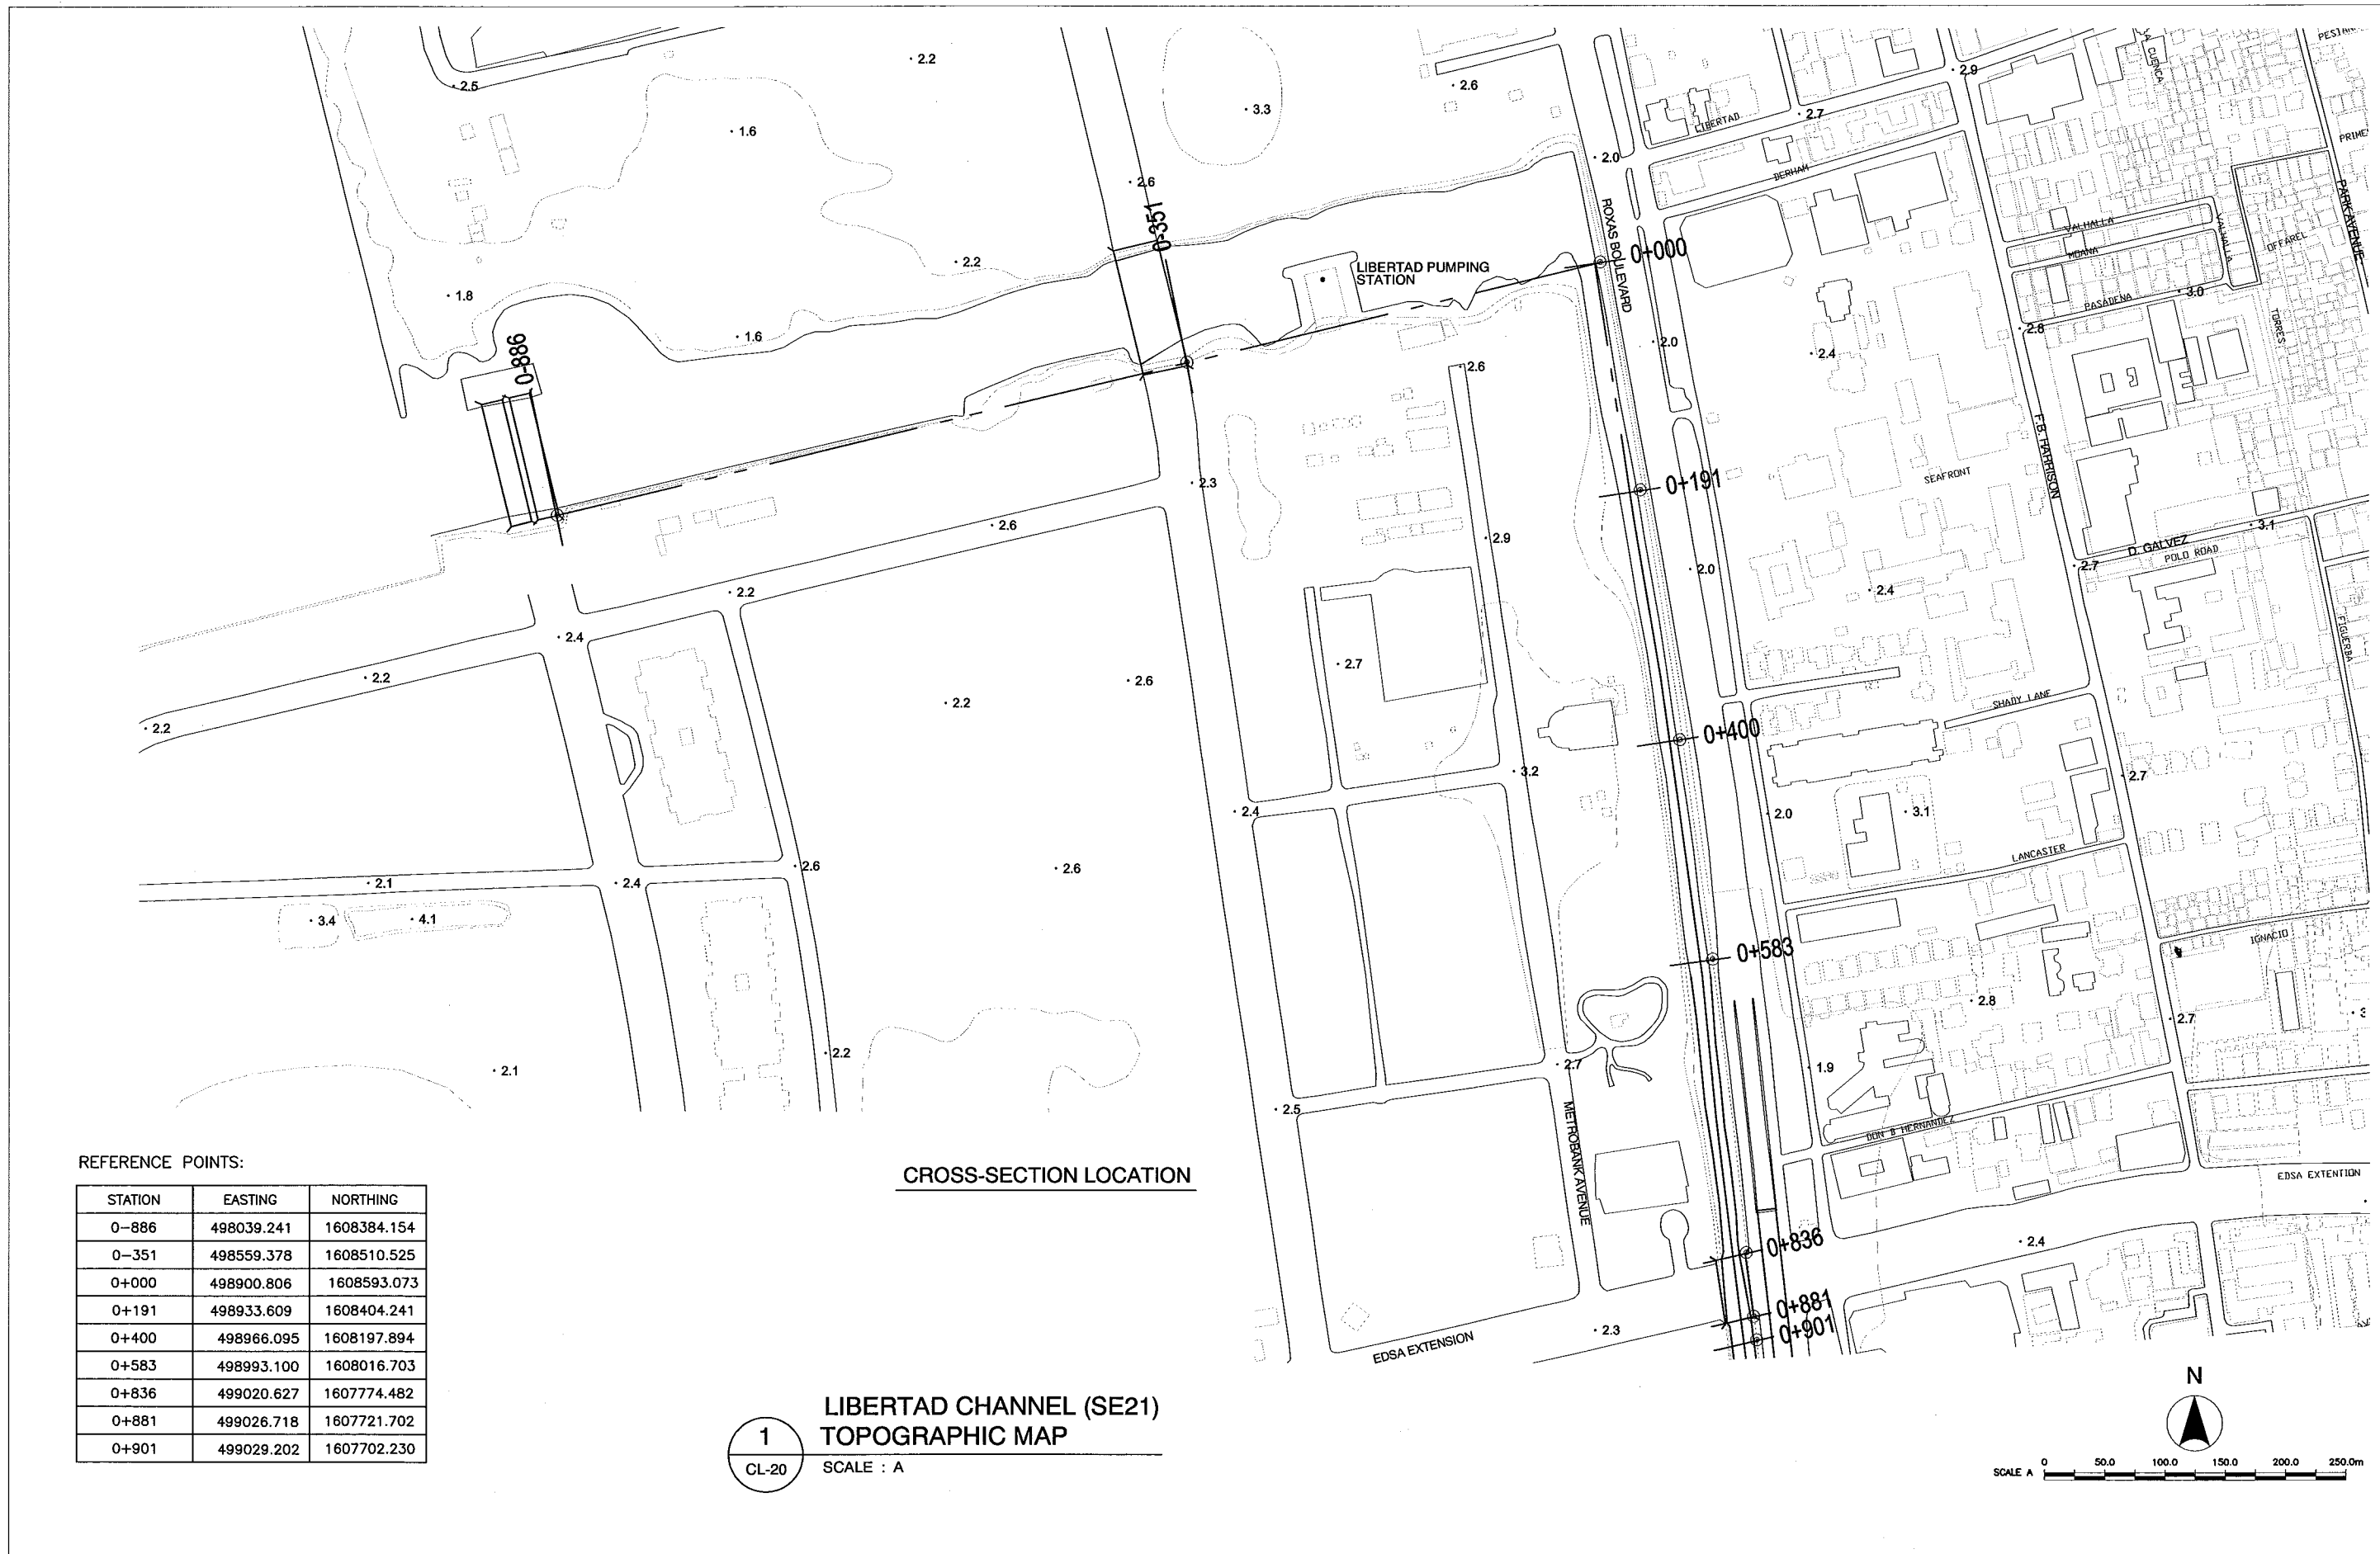 PESTAÑ
CUENCA
2.9
2.2
2.5
2.6
3.3
2.7
LIBERTAD
1.6
PRIME
2.0
DERHAM
2.6
PARK AVENUE
0-351
ROXAS BOULEVARD
VALHALLA
VALHALLA
OFFAREL
MOANA
0+000
2.2
LIBERTAD PUMPING
STATION
1.8
3.0
PASADENA
TORRES
2.8
1.6
2.0
0-886
2.4
2.6
F.B. HARRISON
SEAFRONT
2.3
0+191
2.6
3.1
2.9
D. GALVEZ
POLO ROAD
2.7
2.0
2.2
2.4
FIGUERBA
2.4
2.7
2.2
2.6
SHADY LANE
2.2
2.2
0+400
3.2
2.7
2.4
2.0
3.1
LANCASTER
2.6
2.6
2.1
2.4
3.4
4.1
IGNACIO
0+583
2.8
2.7
3
2.2
2.1
2.7
1.9
2.5
METROBANK AVENUE
DON B HERNANDEZ
EDSA EXTENTION
0+836
2.4
0+881
0+901
2.3
EDSA EXTENSION
CROSS-SECTION LOCATION
REFERENCE POINTS:
STATION EASTING NORTHING
0-886 498039.241 1608384.154
0-351 498559.378 1608510.525
0+000 498900.806 1608593.073
0+191 498933.609 1608404.241
0+400 498966.095 1608197.894
0+583 498993.100 1608016.703
0+836 499020.627 1607774.482
0+881 499026.718 1607721.702
0+901 499029.202 1607702.230
LIBERTAD CHANNEL (SE21)
1 TOPOGRAPHIC MAP
CL-20 SCALE : A
N
SCALE A 0 50.0 100.0 150.0 200.0 250.0m